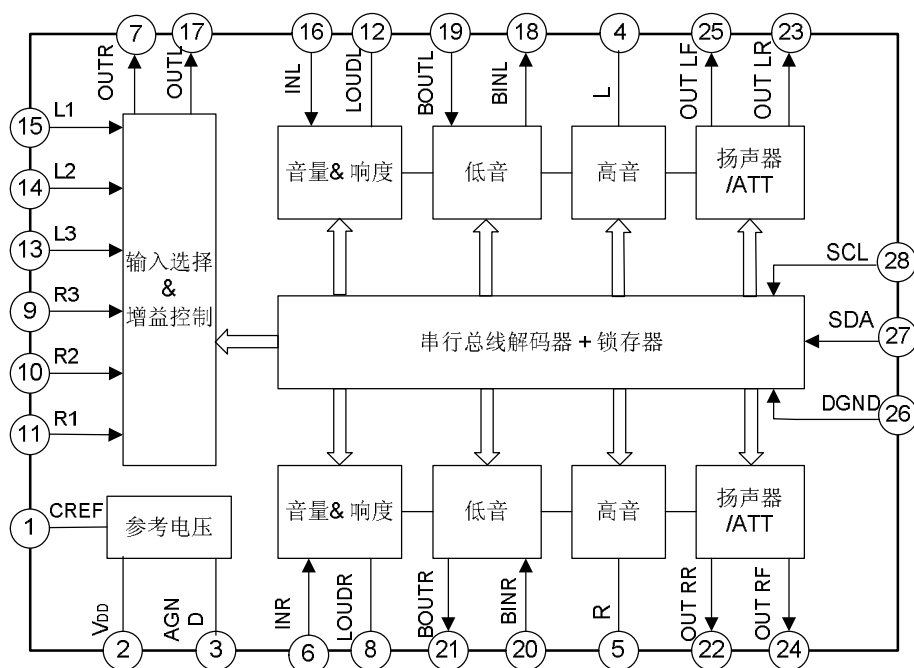 7
17
16
12
19
18
4
25
23
OUTR
OUTL
INL
LOUDL
BOUTL
BINL
L
OUT LF
OUT LR
15
L1
14
L2
13
L3
9
R3
10
R2
11
R1
输入选择
&
增益控制
音量& 响度
低音
高音
扬声器
/ATT
串行总线解码器 + 锁存器
SCL
28
SDA
27
DGND
26
音量& 响度
低音
高音
扬声器
/ATT
1
CREF
参考电压
VDD
AGN
D
INR
LOUDR
BOUTR
BINR
R
OUT RR
OUT RF
2
3
6
8
21
20
5
22
24